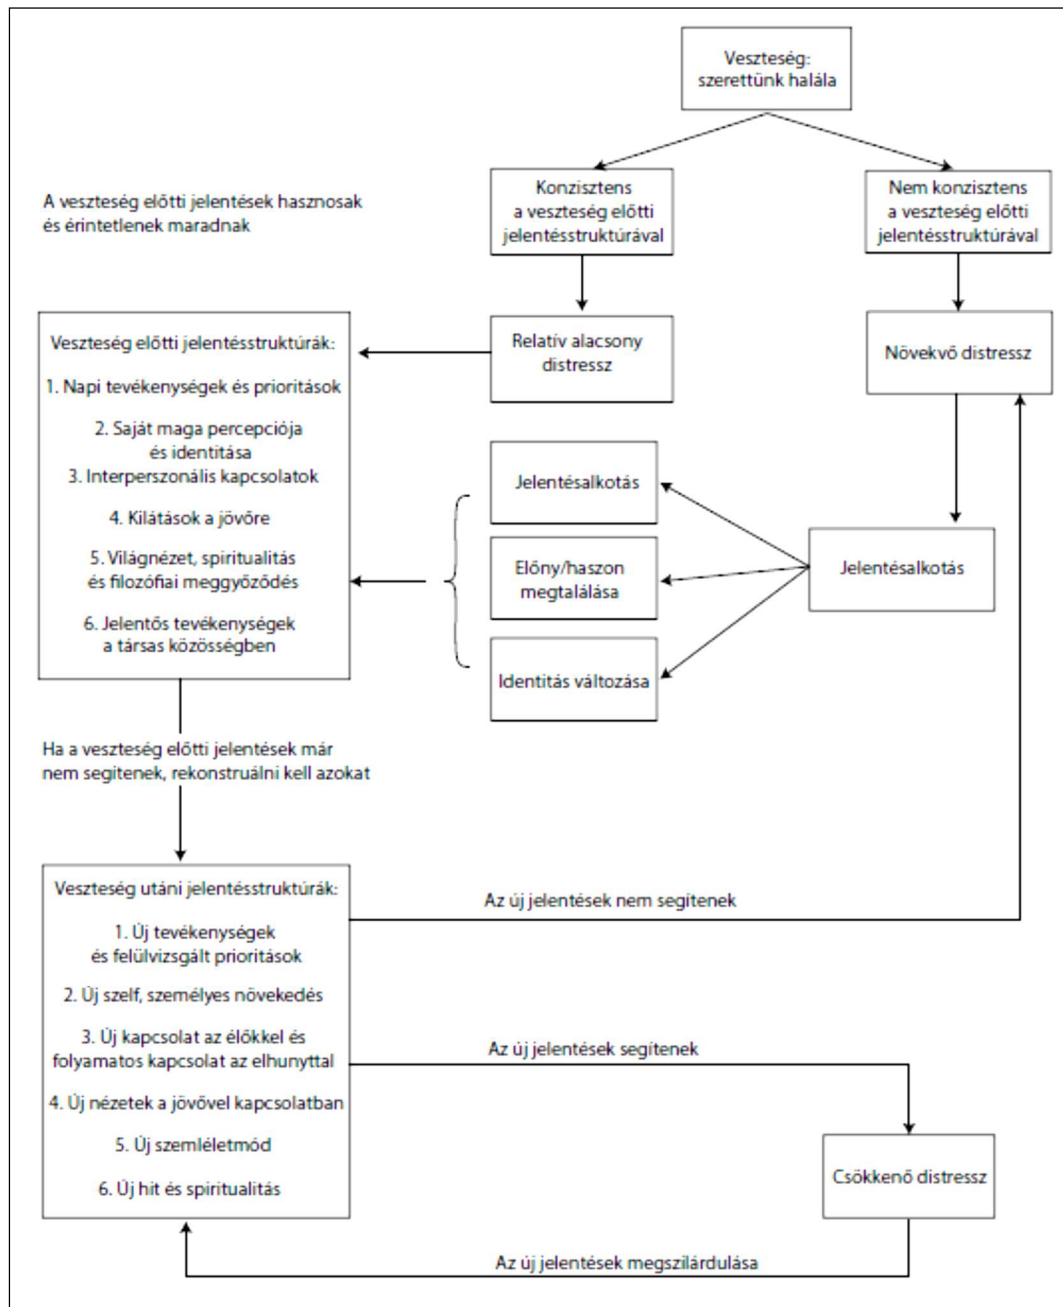 Veszteség:
szerettünk halála
A veszteség előtti jelentések hasznosak
és érintetlenek maradnak
Konzisztens
a veszteség előtti
jelentésstruktúrával
Nem konzisztens
a veszteség előtti
jelentésstruktúrával
Veszteség előtti jelentésstruktúrák:
1. Napi tevékenységek és prioritások
2. Saját maga percepciója
és identitása
3. Interperszonális kapcsolatok
4. Kilátások a jövőre
5. Világnézet, spiritualitás
és filozófiai meggyőződés
6. Jelentős tevékenységek
a társas közösségben
Relatív alacsony
distressz
Növekvő distressz
Jelentésalkotás
Előny/haszon
megtalálása
Identitás változása
Jelentésalkotás
Ha a veszteség előtti jelentések már
nem segítenek, rekonstruálni kell azokat
Veszteség utáni jelentésstruktúrák:
1. Új tevékenységek
és felülvizsgált prioritások
2. Új szelf, személyes növekedés
3. Új kapcsolat az élőkkel és
folyamatos kapcsolat az elhunyttal
4. Új nézetek a jövővel kapcsolatban
5. Új szemléletmód
6. Új hit és spiritualitás
Az új jelentések nem segítenek
Az új jelentések segítenek
Csökkenő distressz
Az új jelentések megszilárdulása